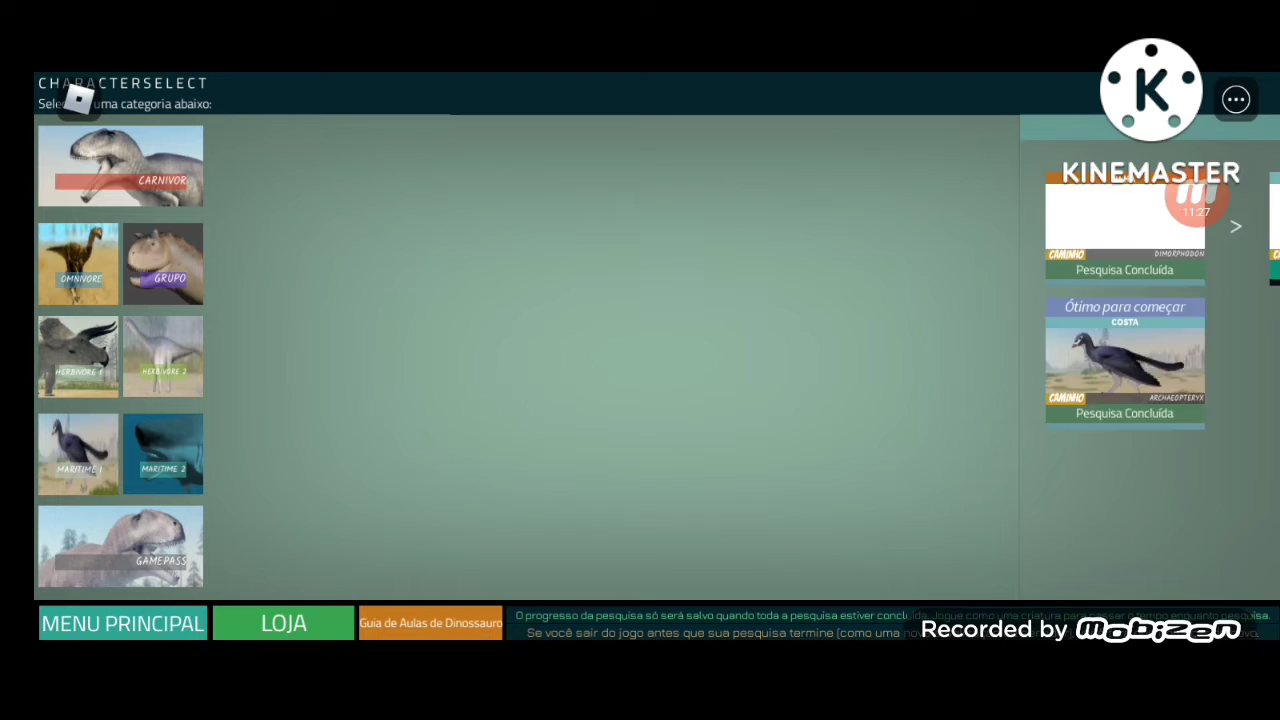 CHARACTERSELECT
uma categoria abaixo:
CARNIVOR
OMNIVORE
GRUPO
HERBIVORE 1
HERBIVORE 2
MARITIME 1
MARITIME 2
GAMEPASS
MENU PRINCIPAL
LOJA
Guia de Aulas de Dinossauro
K
KINEMASTER
11:27
>
CAMINHO
DIMORPHODON
Pesquisa Concluída
Ótimo para começar
COSTA
CAMINHO
ARCHAEOPTERYX
Pesquisa Concluída
O progresso da pesquisa só será salvo quando toda a pesquisa estiver concluída. Jogue como uma criatura para passar o tempo enquanto pesquisa.
Se você sair do jogo antes que sua pesquisa termine (como uma
Recorded by mobizen